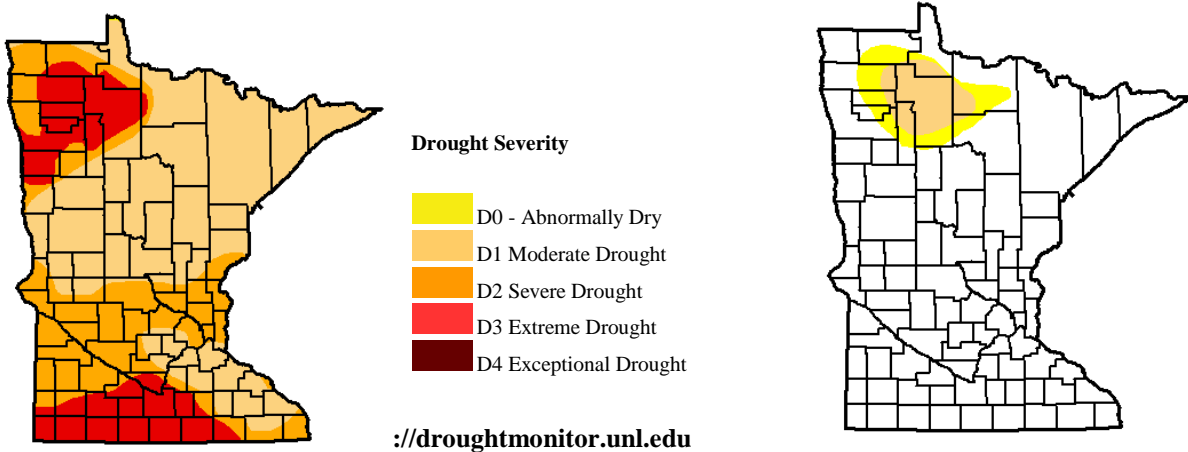 Drought Severity
D0 - Abnormally Dry
D1 Moderate Drought
D2 Severe Drought
D3 Extreme Drought
D4 Exceptional Drought
://droughtmonitor.unl.edu